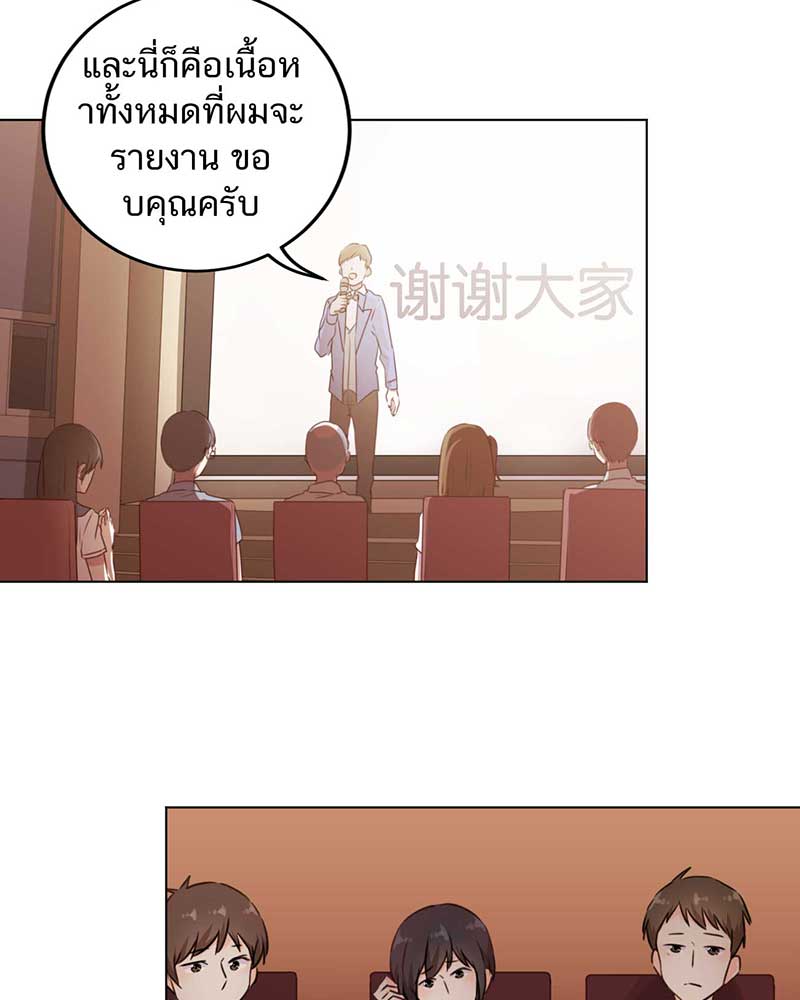 และนี่ก็คือเนื้อห
าทั้งหมดที่ผมจะ
รายงาน ขอ
บคุณครับ
谢谢大家